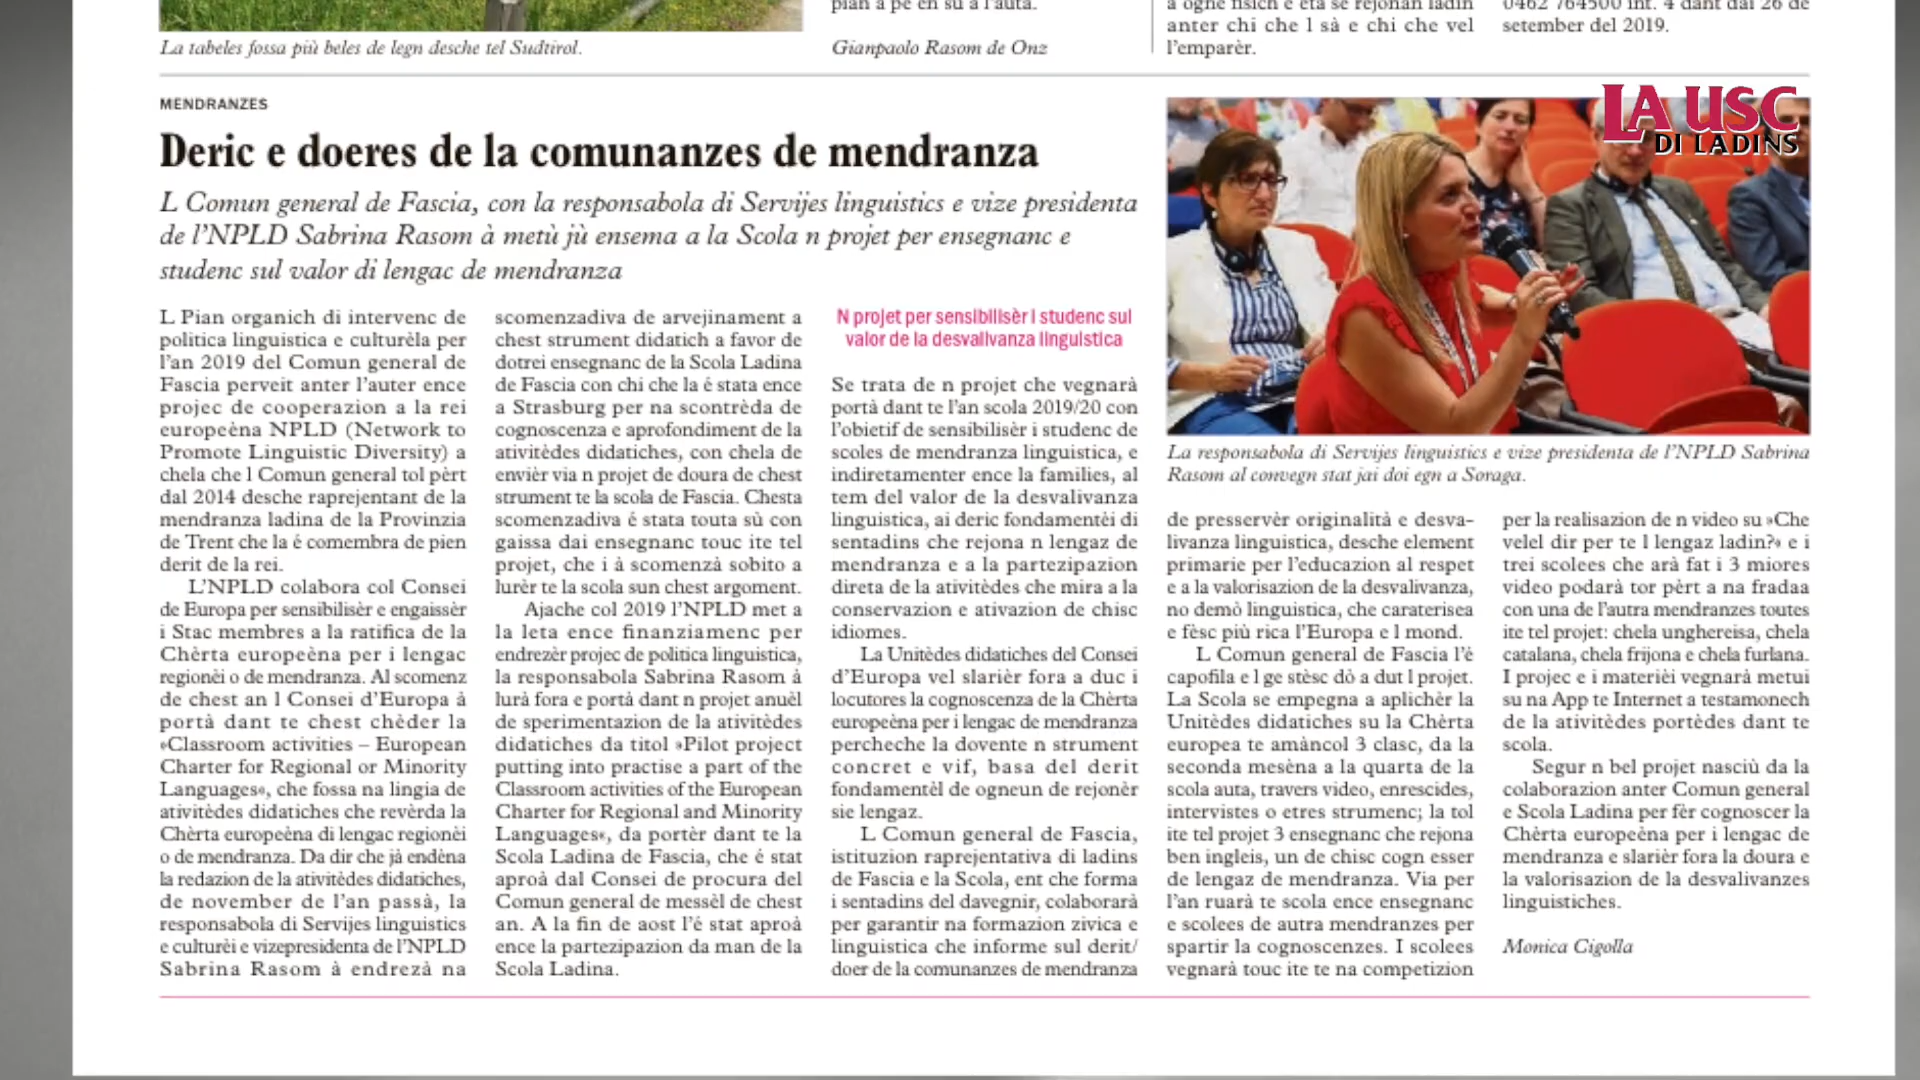 pian a pe en su a l'auta.
a ogne fisich e età se rejonan ladin
0462 764500 int. 4 dant dai 26 de
anter chi che l sà e chi che vel
setember del 2019.
La tabeles fossa più beles de legn desche tel Sudtirol.
Gianpaolo Rasom de Onz
l'emparèr.
MENDRANZES
LA USC
DI LADINS
Deric e doeres de la comunanzes de mendranza
L Comun general de Fascia, con la responsabola di Servijes linguistics e vize presidenta
de l'NPLD Sabrina Rasom à metù jù ensema a la Scola n projet per ensegnanc e
studenc sul valor di lengac de mendranza
L Pian organich di intervenc de
politica linguistica e culturèla per
l'an 2019 del Comun general de
Fascia perveit anter l'auter ence
projec de cooperazion a la rei
europeèna NPLD (Network to
Promote Linguistic Diversity) a
chela che l Comun general tol pèrt
dal 2014 desche raprejentant de la
mendranza ladina de la Provinzia
de Trent che la é comembra de pien
derit de la rei.
L'NPLD colabora col Consei
de Europa per sensibilisèr e engaissèr
i Stac membres a la ratifica de la
Chèrta europeèna per i lengac
regionèi o de mendranza. Al scomenz
de chest an l Consei d'Europa à
portà dant te chest chèder la
»Classroom activities – European
Charter for Regional or Minority
Languages«, che fossa na lingia de
ativitèdes didatiches che revèrda la
Chèrta europeèna di lengac regionèi
o de mendranza. Da dir che jà endèna
la redazion de la ativitèdes didatiches,
de november de l'an passà, la
responsabola di Servijes linguistics
e culturèi e vizepresidenta de l'NPLD
Sabrina Rasom à endrezà na
scomenzadiva de arvejinament a
chest strument didatich a favor de
dotrei ensegnanc de la Scola Ladina
de Fascia con chi che la é stata ence
a Strasburg per na scontrèda de
cognoscenza e aprofondiment de la
ativitèdes didatiches, con chela de
envièr via n projet de doura de chest
strument te la scola de Fascia. Chesta
scomenzadiva é stata touta sù con
gaissa dai ensegnanc touc ite tel
projet, che i à scomenzà sobito a
lurèr te la scola sun chest argoment.
Ajache col 2019 l'NPLD met a
la leta ence finanziamenc per
endrezèr projec de politica linguistica,
la responsabola Sabrina Rasom à
lurà fora e portà dant n projet anuèl
de sperimentazion de la ativitèdes
didatiches da titol »Pilot project
putting into practise a part of the
Classroom activities of the European
Charter for Regional and Minority
Languages«, da portèr dant te la
Scola Ladina de Fascia, che é stat
aproà dal Consei de procura del
Comun general de messèl de chest
an. A la fin de aost l'é stat aproà
ence la partezipazion da man de la
Scola Ladina.
N projet per sensibilisèr i studenc sul
valor de la desvalivanza linguistica
Se trata de n projet che vegnarà
portà dant te l'an scola 2019/20 con
l'obietif de sensibilisèr i studenc de
scoles de mendranza linguistica, e
indiretamenter ence la families, al
tem del valor de la desvalivanza
linguistica, ai deric fondamentèi di
sentadins che rejona n lengaz de
mendranza e a la partezipazion
direta de la ativitèdes che mira a la
conservazion e ativazion de chisc
idiomes.
La Unitèdes didatiches del Consei
d'Europa vel slarièr fora a duc i
locutores la cognoscenza de la Chèrta
europeèna per i lengac de mendranza
percheche la dovente n strument
concret e vif, basa del derit
fondamentèl de ogneun de rejonèr
sie lengaz.
L Comun general de Fascia,
istituzion raprejentativa di ladins
de Fascia e la Scola, ent che forma
i sentadins del davegnir, colaborarà
per garantir na formazion zivica e
linguistica che informe sul derit/
doer de la comunanzes de mendranza
La responsabola di Servijes linguistics e vize presidenta de l'NPLD Sabrina
Rasom al convegn stat jai doi egn a Soraga.
de presservèr originalità e desva-
livanza linguistica, desche element
primarie per l'educazion al respet
e a la valorisazion de la desvalivanza,
no demò linguistica, che caraterisea
e fèsc più rica l'Europa e l mond.
L Comun general de Fascia l'é
capofila e l ge stèsc dò a dut l projet.
La Scola se empegna a aplichèr la
Unitèdes didatiches su la Chèrta
europea te amàncol 3 clasc, da la
seconda mesèna a la quarta de la
scola auta, travers video, enrescides,
intervistes o etres strumenc; la tol
ite tel projet 3 ensegnanc che rejona
ben ingleis, un de chisc cogn esser
de lengaz de mendranza. Via per
l'an ruarà te scola ence ensegnanc
e scolees de autra mendranzes per
spartir la cognoscenzes. I scolees
vegnarà touc ite te na competizion
per la realisazion de n video su »Che
velel dir per te l lengaz ladin?« e i
trei scolees che arà fat i 3 miores
video podarà tor pèrt a na fradaa
con una de l'autra mendranzes toutes
ite tel projet: chela unghereisa, chela
catalana, chela frijona e chela furlana.
I projec e i materièi vegnarà metui
su na App te Internet a testamonech
de la ativitèdes portèdes dant te
scola.
Segur n bel projet nasciù da la
colaborazion anter Comun general
e Scola Ladina per fèr cognoscer la
Chèrta europeèna per i lengac de
mendranza e slarièr fora la doura e
la valorisazion de la desvalivanzes
linguistiches.
Monica Cigolla